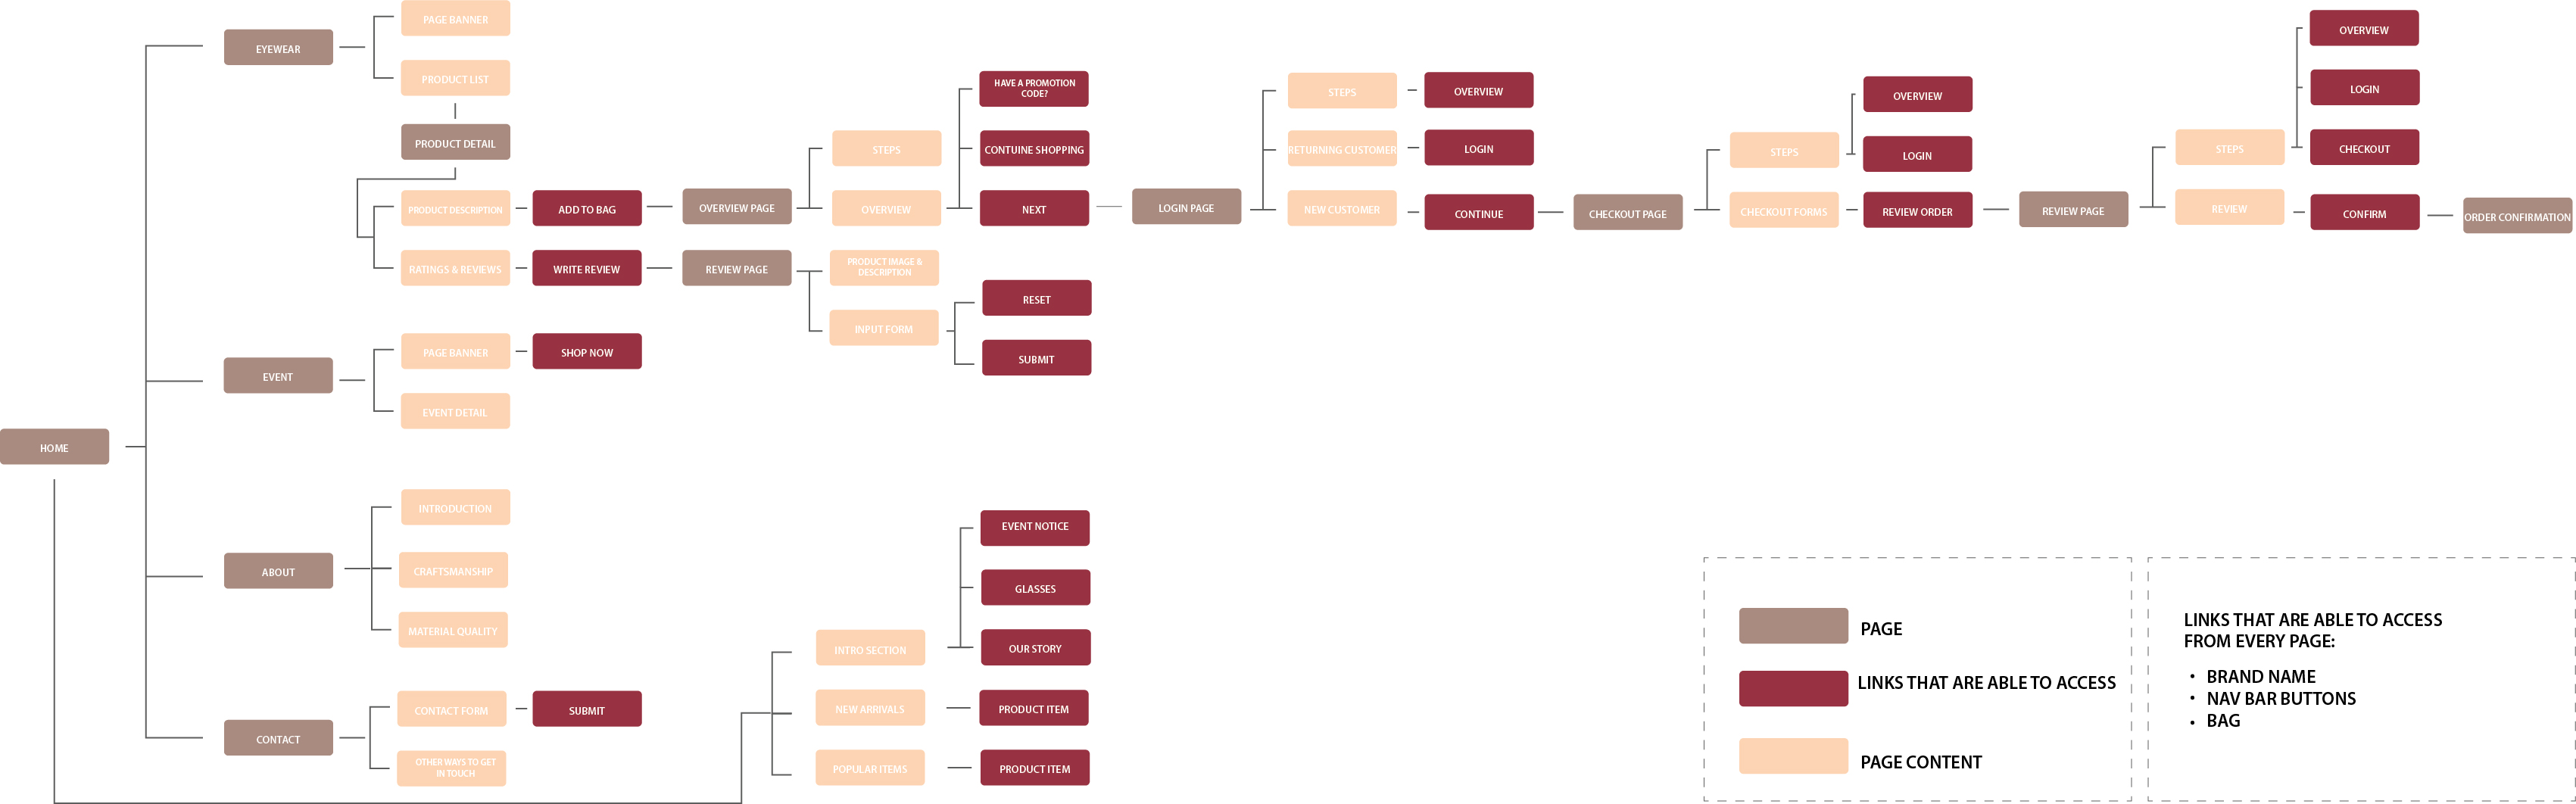 HOME
EYEWEAR
PAGE BANNER
PRODUCT LIST
PRODUCT DETAIL
PRODUCT DESCRIPTION
ADD TO BAG
OVERVIEW PAGE
STEPS
OVERVIEW
HAVE A PROMOTION
CODE?
CONTUINE SHOPPING
NEXT
LOGIN PAGE
STEPS
OVERVIEW
RETURNING CUSTOMER
LOGIN
NEW CUSTOMER
CONTINUE
CHECKOUT PAGE
STEPS
OVERVIEW
LOGIN
CHECKOUT FORMS
REVIEW ORDER
REVIEW PAGE
STEPS
OVERVIEW
LOGIN
CHECKOUT
REVIEW
CONFIRM
ORDER CONFIRMATION
RATINGS & REVIEWS
WRITE REVIEW
REVIEW PAGE
PRODUCT IMAGE &
DESCRIPTION
INPUT FORM
RESET
SUBMIT
EVENT
PAGE BANNER
SHOP NOW
EVENT DETAIL
ABOUT
INTRODUCTION
CRAFTSMANSHIP
MATERIAL QUALITY
CONTACT
CONTACT FORM
SUBMIT
OTHER WAYS TO GET
IN TOUCH
INTRO SECTION
EVENT NOTICE
GLASSES
OUR STORY
NEW ARRIVALS
PRODUCT ITEM
POPULAR ITEMS
PRODUCT ITEM
PAGE
LINKS THAT ARE ABLE TO ACCESS
PAGE CONTENT
LINKS THAT ARE ABLE TO ACCESS
FROM EVERY PAGE:
• BRAND NAME
• NAV BAR BUTTONS
• BAG